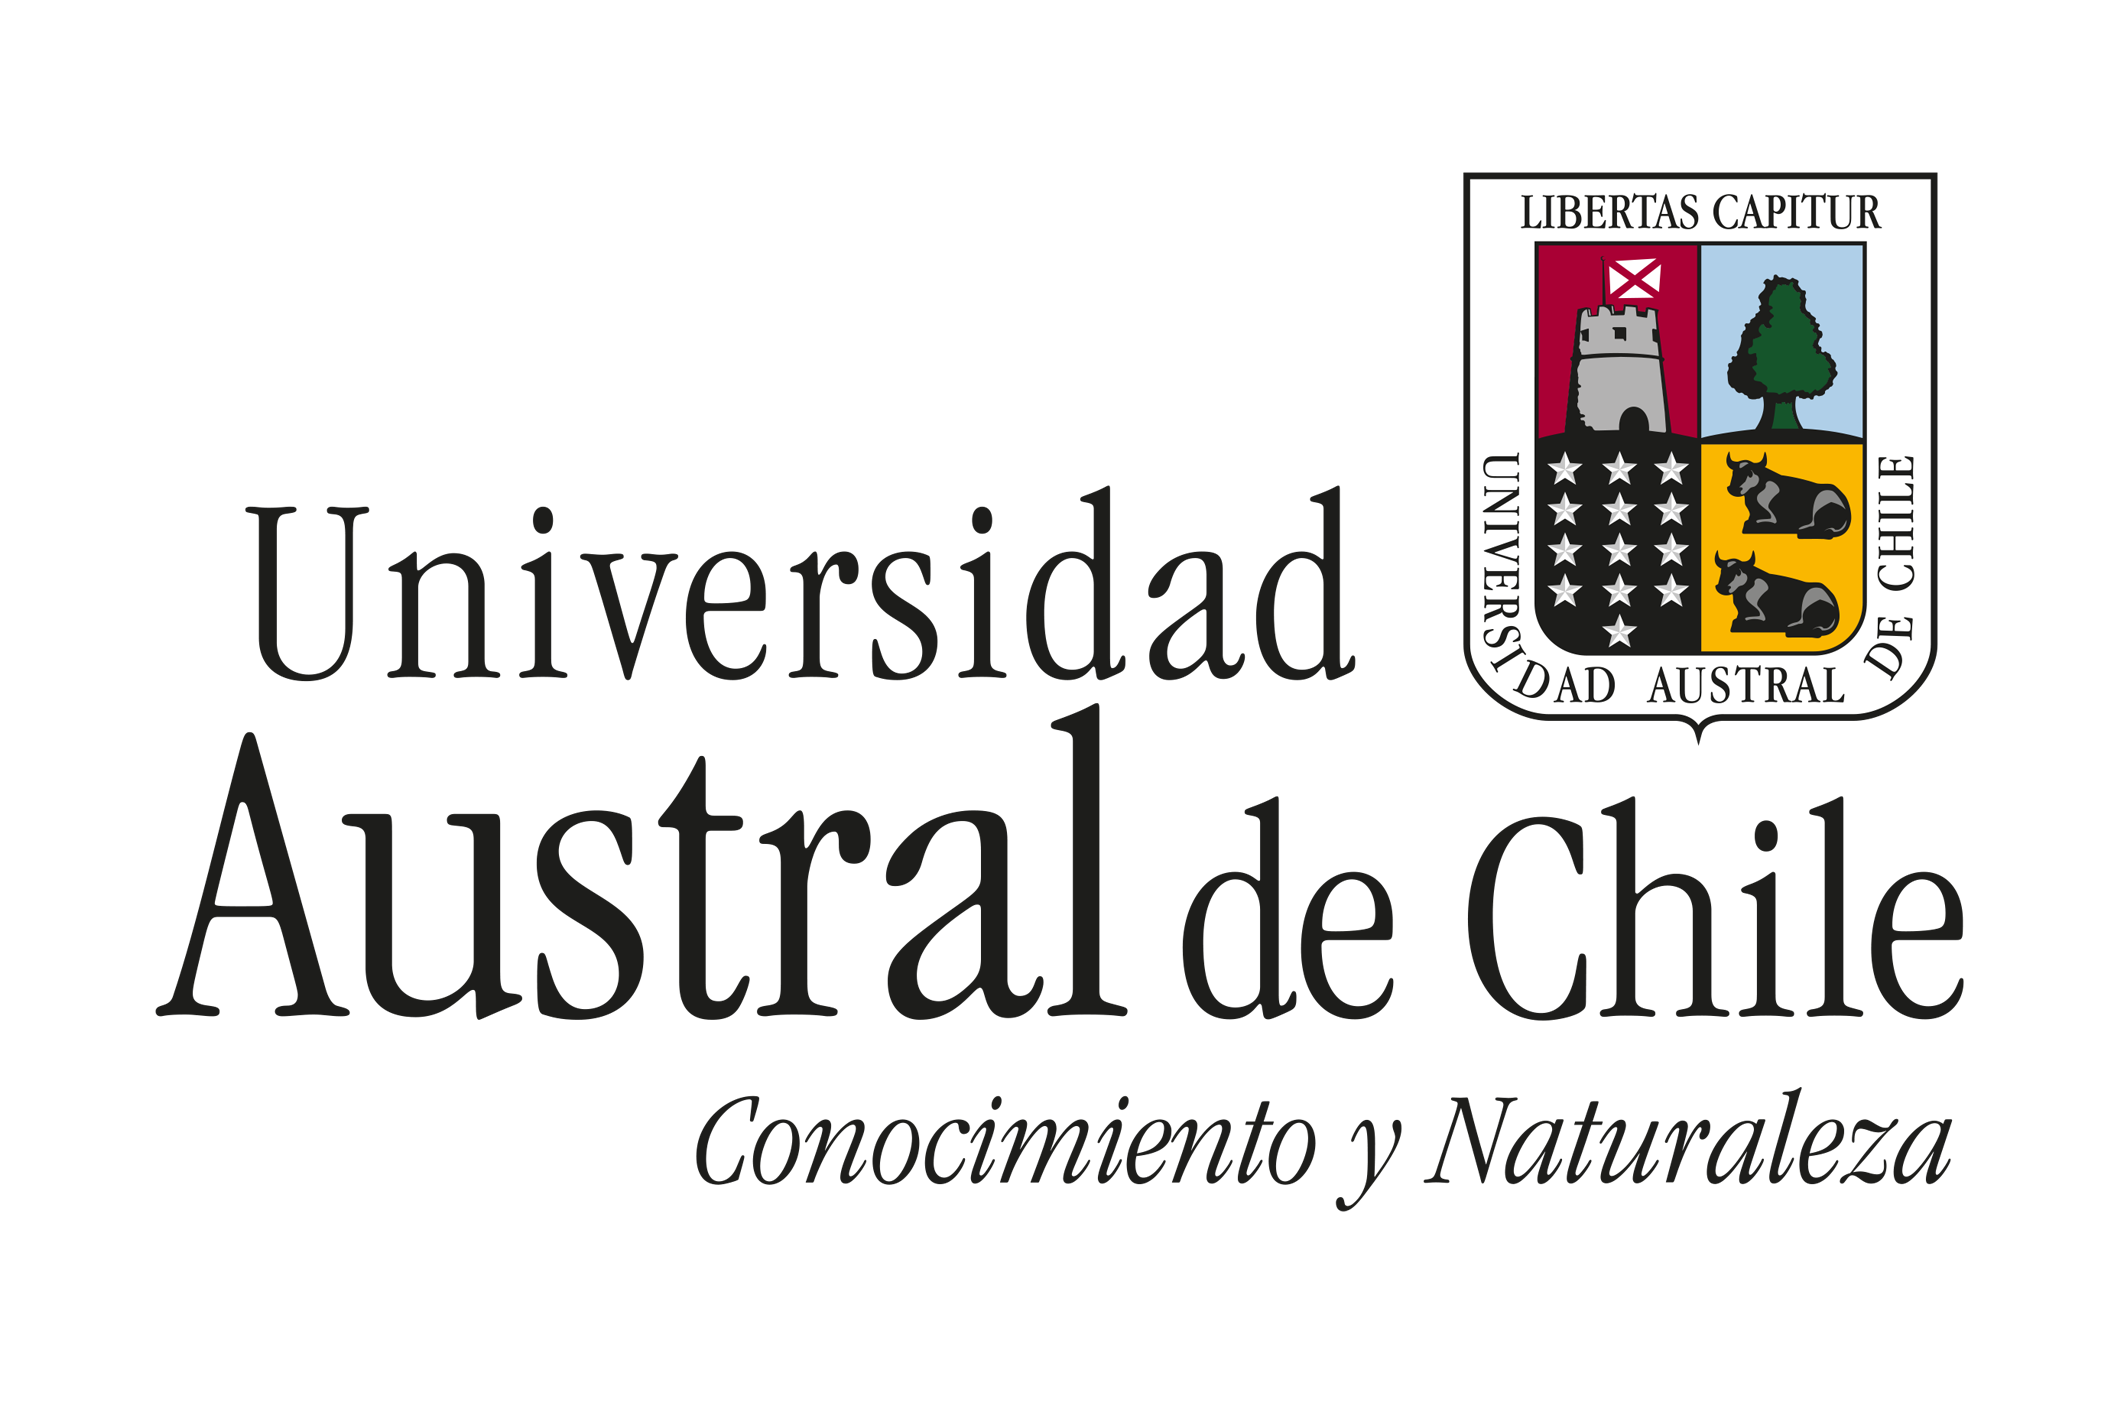 LIBERTAS CAPITUR
UNIVERSIDAD AUSTRAL DE CHILE
Universidad
Austral de Chile
Conocimiento y Naturaleza